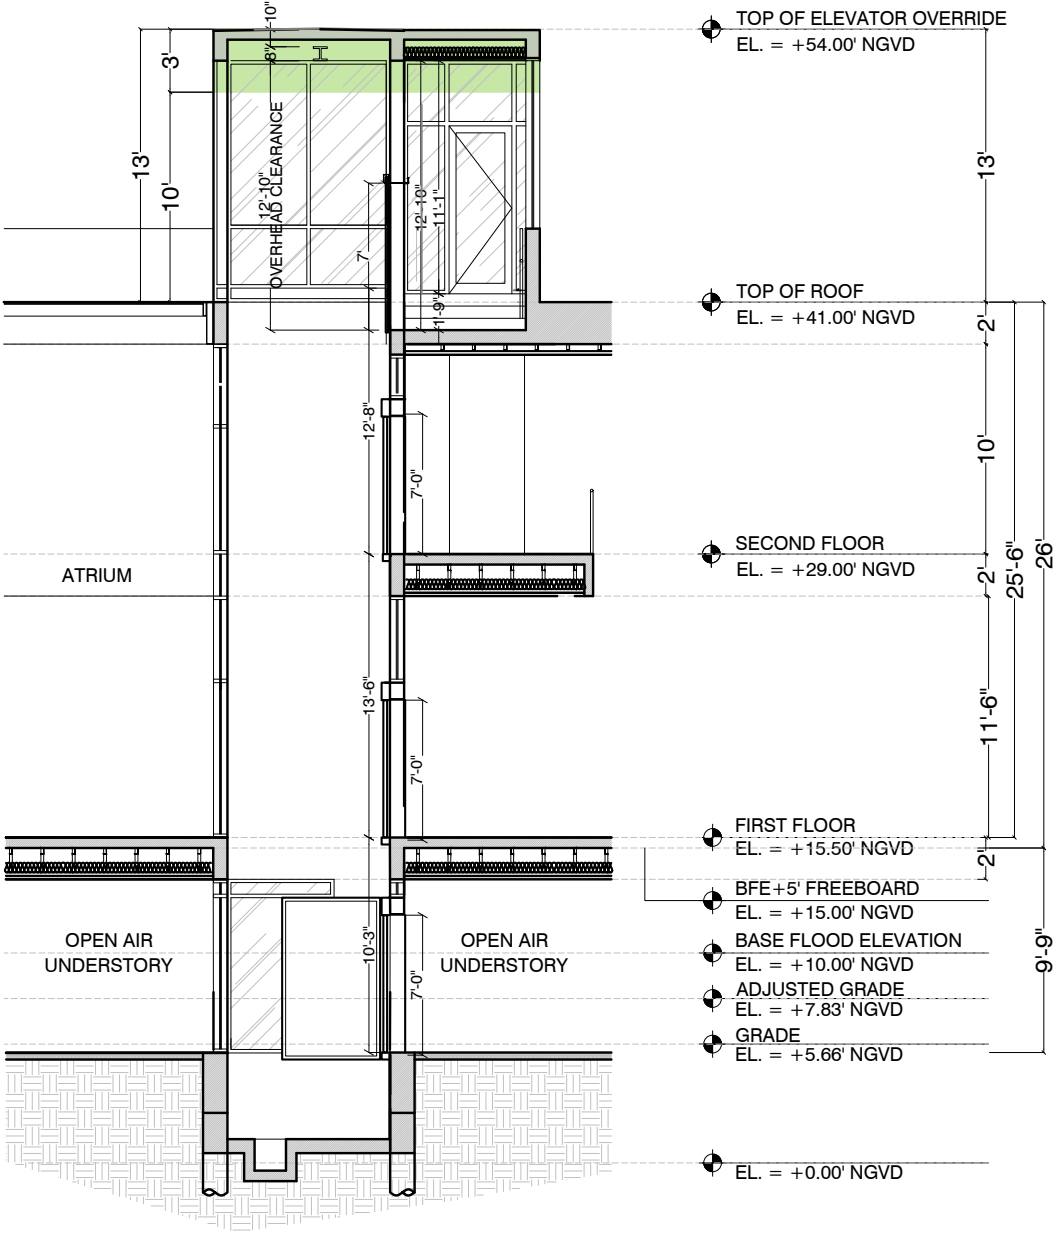 10"
TOP OF ELEVATOR OVERRIDE
EL. = +54.00' NGVD
3'
8"
13'
10'
OVERHEAD CLEARANCE
12'-10"
12'-10"
11'-1"
13'
7'
1'-9"
TOP OF ROOF
EL. = +41.00' NGVD
2'
12'-8"
7'-0"
10'
SECOND FLOOR
EL. = +29.00' NGVD
ATRIUM
2'
25'-6"
26'
13'-6"
7'-0"
11'-6"
FIRST FLOOR
EL. = +15.50' NGVD
2'
BFE+5' FREEBOARD
EL. = +15.00' NGVD
OPEN AIR
UNDERSTORY
10'-3"
7'-0"
OPEN AIR
UNDERSTORY
BASE FLOOD ELEVATION
EL. = +10.00' NGVD
9'-9"
ADJUSTED GRADE
EL. = +7.83' NGVD
GRADE
EL. = +5.66' NGVD
EL. = +0.00' NGVD